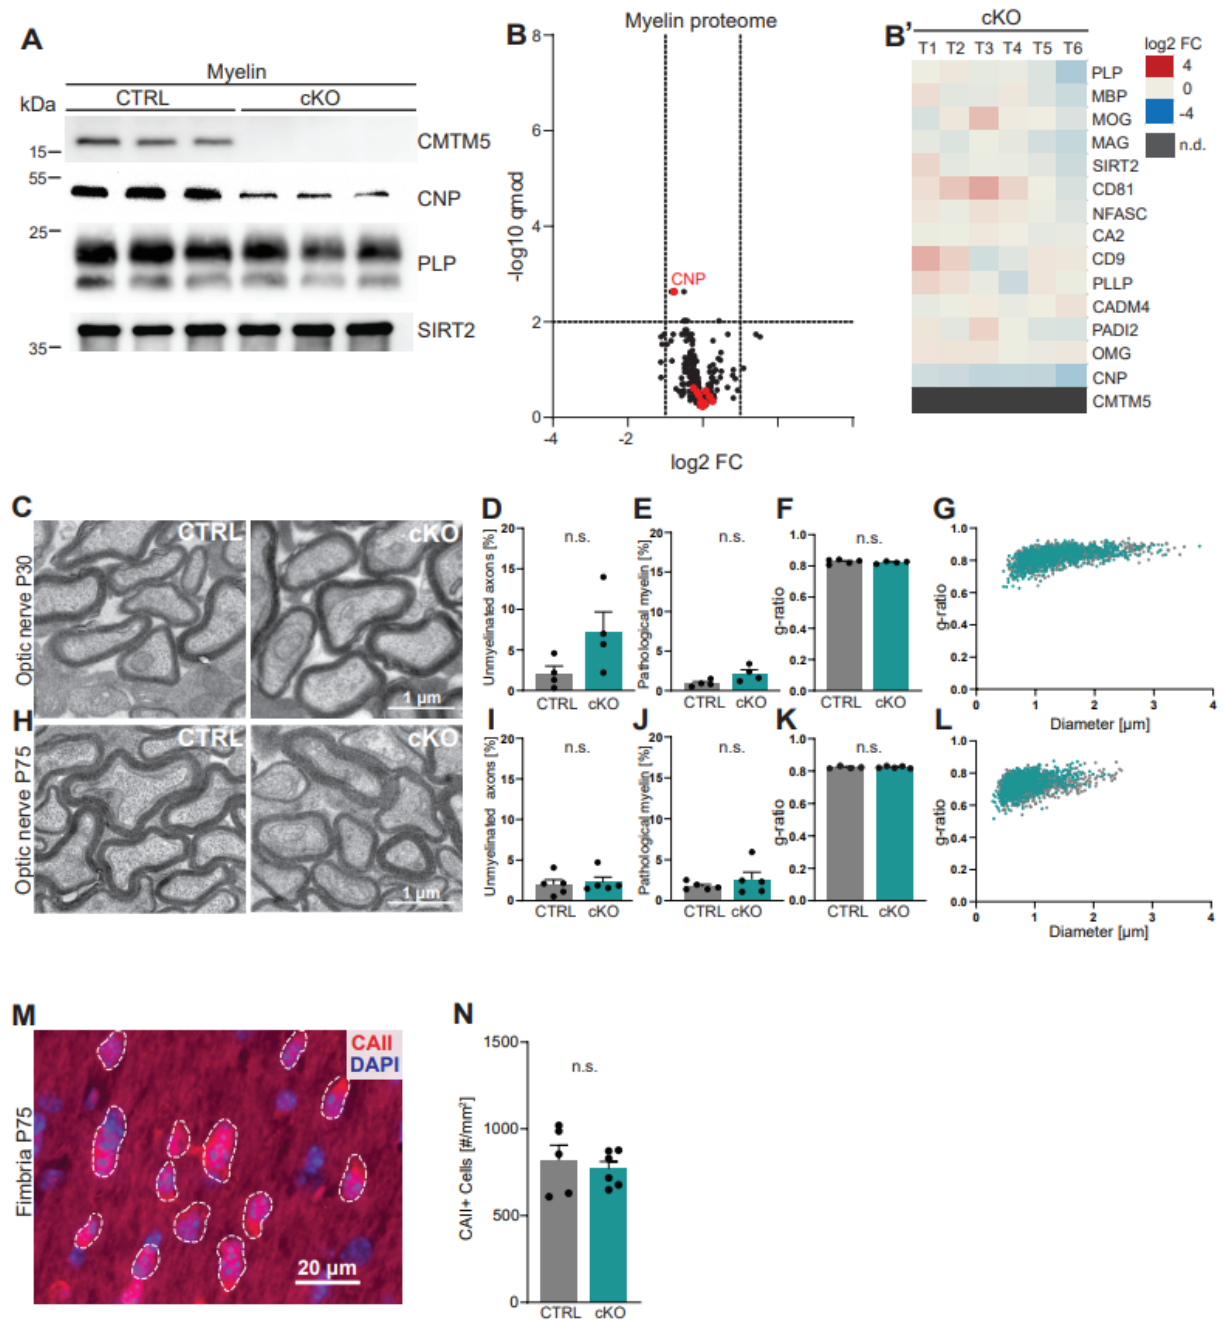 A
Myelin
kDa CTRL cKO
CMTM5
15
55
CNP
25
PLP
SIRT2
35
B
Myelin proteome
8
6
4
2
0
-log10 qmod
CNP
-4 -2
log2 FC
B’
cKO
T1 T2 T3 T4 T5 T6
PLP
MBP
MOG
MAG
SIRT2
CD81
NFASC
CA2
CD9
PLLP
CADM4
PADI2
OMG
CNP
CMTM5
log2 FC
4
0
-4
n.d.
C
Optic nerve P30
CTRL
cKO
1 µm
D
Unmyelinated axons [%]
20
15
10
5
0
n.s.
CTRL cKO
E
Pathological myelin [%]
20
15
10
5
0
n.s.
CTRL cKO
F
g-ratio
1.0
0.8
0.6
0.4
0.2
0.0
n.s.
CTRL cKO
G
g-ratio
1.0
0.8
0.6
0.4
0.2
0.0
0 1 2 3 4
Diameter [µm]
H
Optic nerve P75
CTRL
cKO
1 µm
I
Unmyelinated axons [%]
20
15
10
5
0
n.s.
CTRL cKO
J
Pathological myelin [%]
20
15
10
5
0
n.s.
CTRL cKO
K
g-ratio
1.0
0.8
0.6
0.4
0.2
0.0
n.s.
CTRL cKO
L
g-ratio
1.0
0.8
0.6
0.4
0.2
0.0
0 1 2 3 4
Diameter [µm]
M
Fimbria P75
CAII
DAPI
20 µm
N
CAII+ Cells [#/mm²]
1500
1000
500
0
n.s.
CTRL cKO